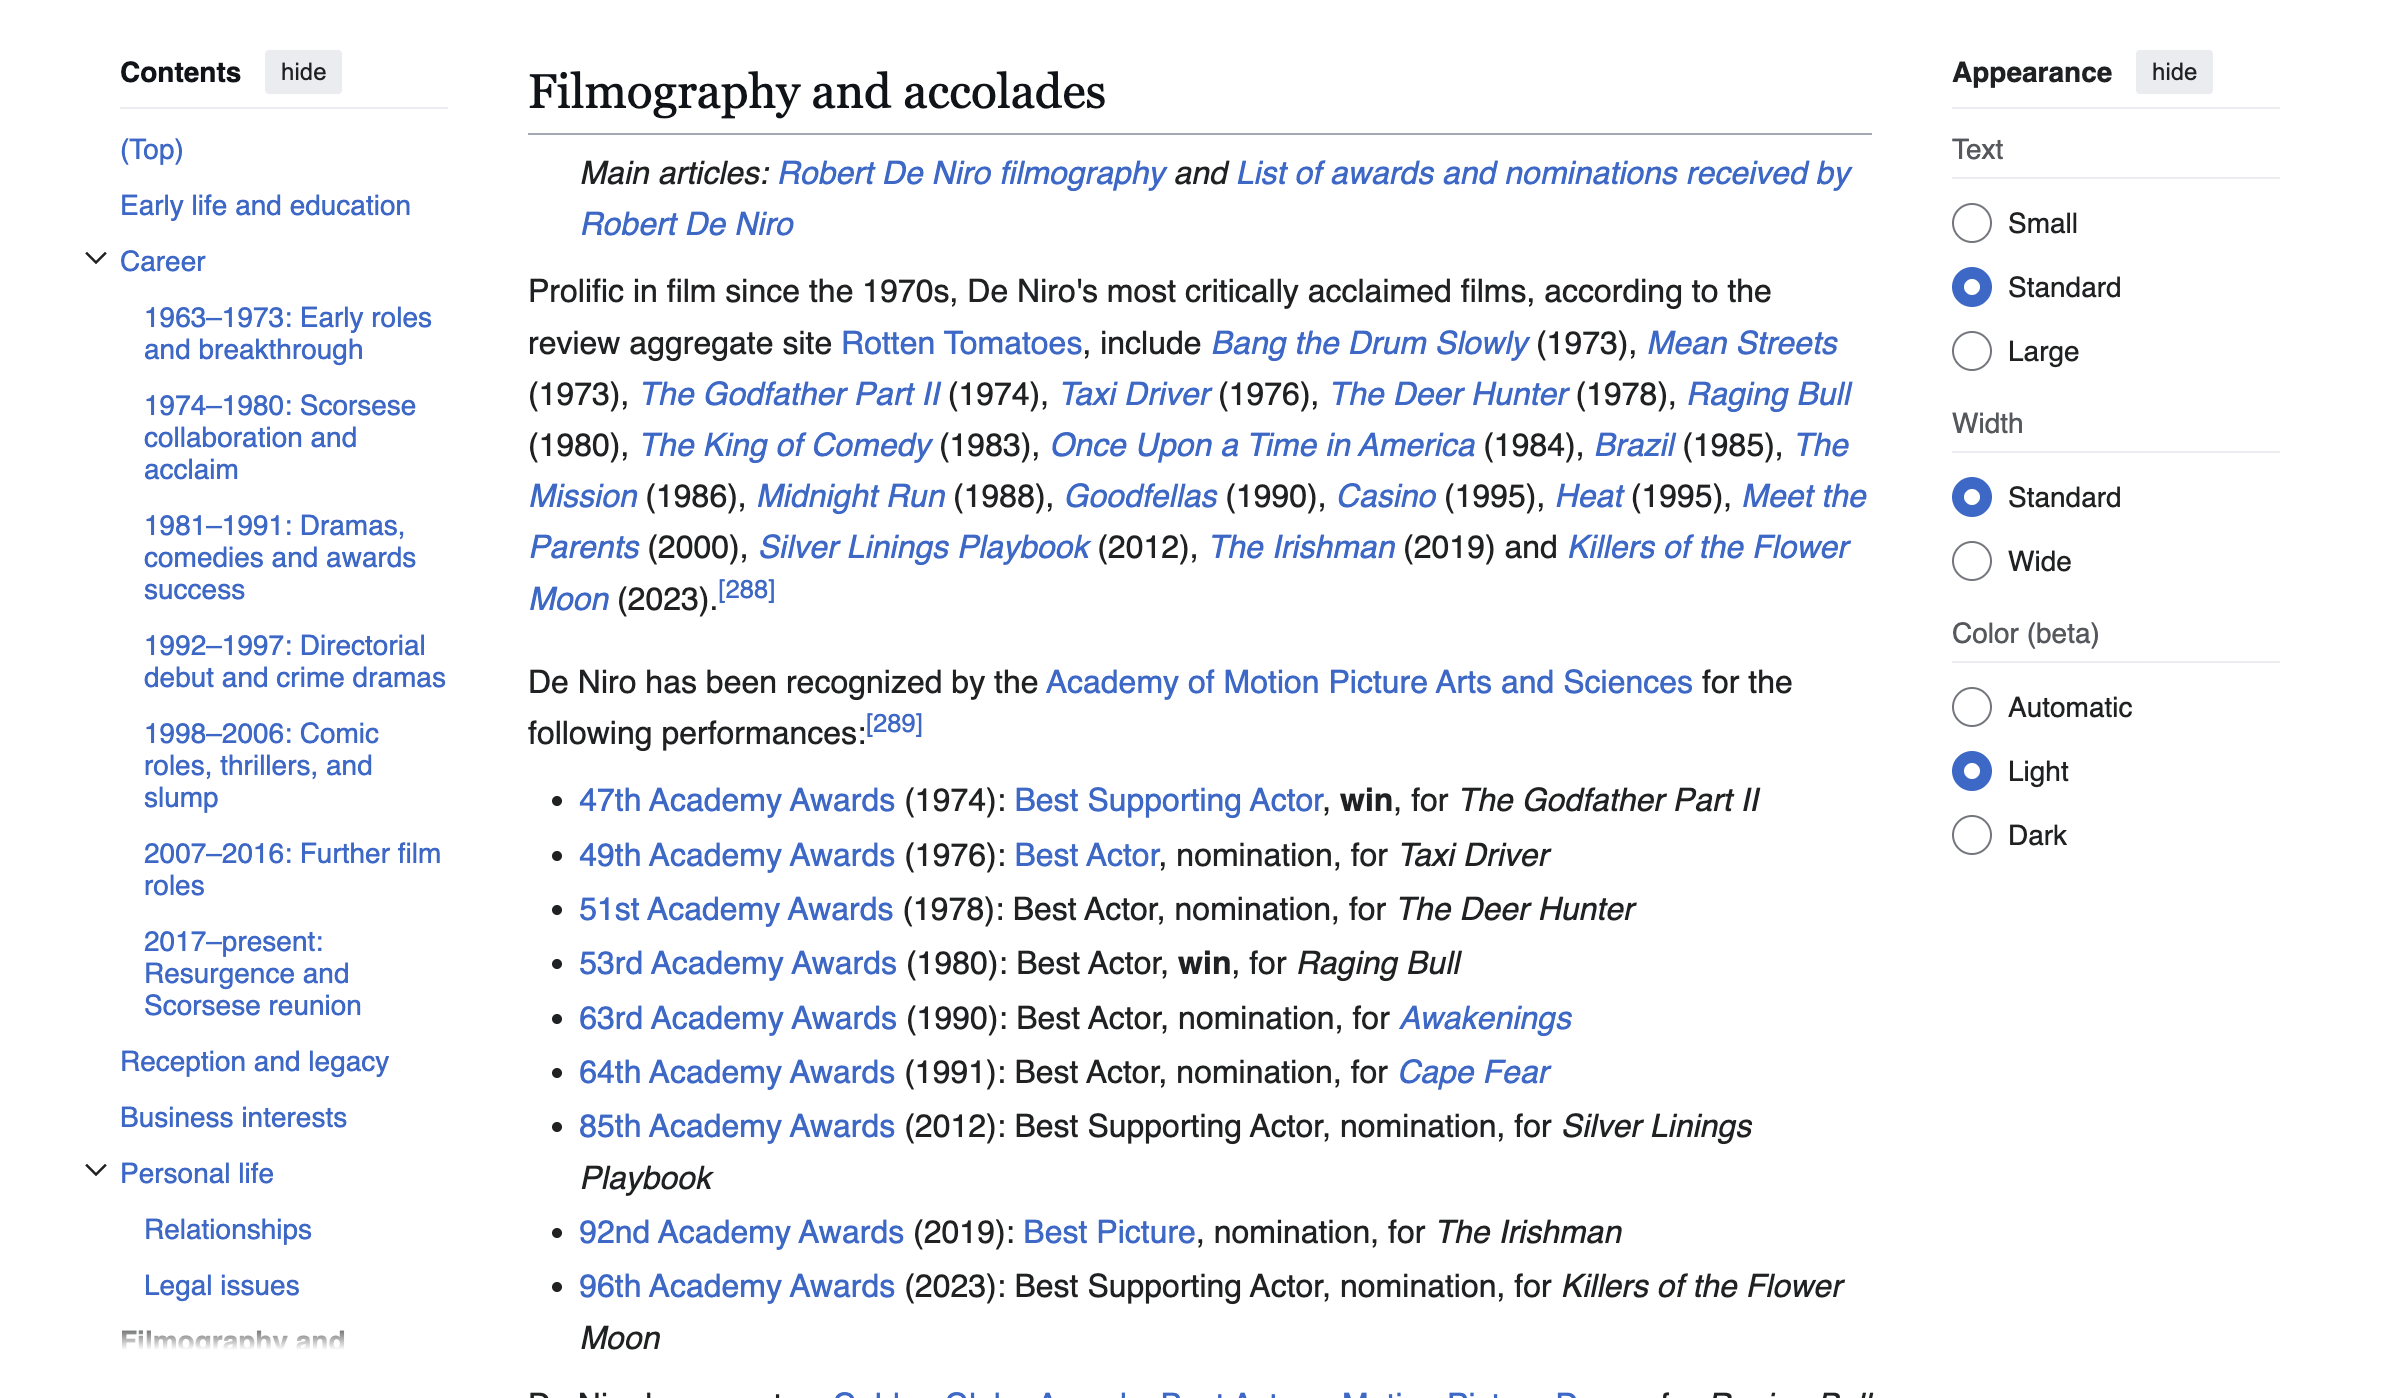 Contents hide
(Top)
Early life and education
Career
1963–1973: Early roles
and breakthrough
1974–1980: Scorsese
collaboration and
acclaim
1981–1991: Dramas,
comedies and awards
success
1992–1997: Directorial
debut and crime dramas
1998–2006: Comic
roles, thrillers, and
slump
2007–2016: Further film
roles
2017–present:
Resurgence and
Scorsese reunion
Reception and legacy
Business interests
Personal life
Relationships
Legal issues
Filmography and
Filmography and accolades
Main articles: Robert De Niro filmography and List of awards and nominations received by
Robert De Niro
Prolific in film since the 1970s, De Niro's most critically acclaimed films, according to the
review aggregate site Rotten Tomatoes, include Bang the Drum Slowly (1973), Mean Streets
(1973), The Godfather Part II (1974), Taxi Driver (1976), The Deer Hunter (1978), Raging Bull
(1980), The King of Comedy (1983), Once Upon a Time in America (1984), Brazil (1985), The
Mission (1986), Midnight Run (1988), Goodfellas (1990), Casino (1995), Heat (1995), Meet the
Parents (2000), Silver Linings Playbook (2012), The Irishman (2019) and Killers of the Flower
Moon (2023).[288]
De Niro has been recognized by the Academy of Motion Picture Arts and Sciences for the
following performances:[289]
• 47th Academy Awards (1974): Best Supporting Actor, win, for The Godfather Part II
• 49th Academy Awards (1976): Best Actor, nomination, for Taxi Driver
• 51st Academy Awards (1978): Best Actor, nomination, for The Deer Hunter
• 53rd Academy Awards (1980): Best Actor, win, for Raging Bull
• 63rd Academy Awards (1990): Best Actor, nomination, for Awakenings
• 64th Academy Awards (1991): Best Actor, nomination, for Cape Fear
• 85th Academy Awards (2012): Best Supporting Actor, nomination, for Silver Linings
Playbook
• 92nd Academy Awards (2019): Best Picture, nomination, for The Irishman
• 96th Academy Awards (2023): Best Supporting Actor, nomination, for Killers of the Flower
Moon
Appearance hide
Text
Small
Standard
Large
Width
Standard
Wide
Color (beta)
Automatic
Light
Dark